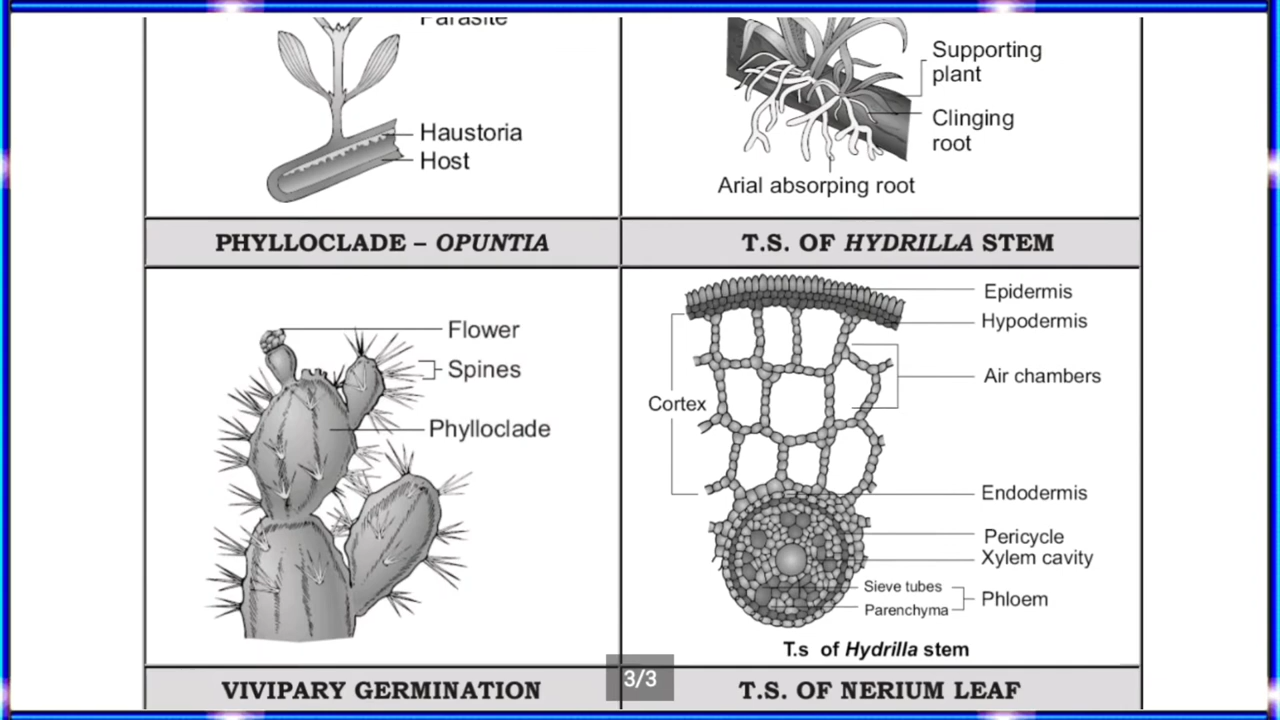 Parasite
Haustoria
Host
Supporting
plant
Clinging
root
Arial absorping root
PHYLLOCLADE – OPUNTIA
T.S. OF HYDRILLA STEM
Flower
Spines
Phylloclade
Epidermis
Hypodermis
Air chambers
Cortex
Endodermis
Pericycle
Xylem cavity
Sieve tubes
Parenchyma
Phloem
T.s of Hydrilla stem
3/3
VIVIPARY GERMINATION
T.S. OF NERIUM LEAF